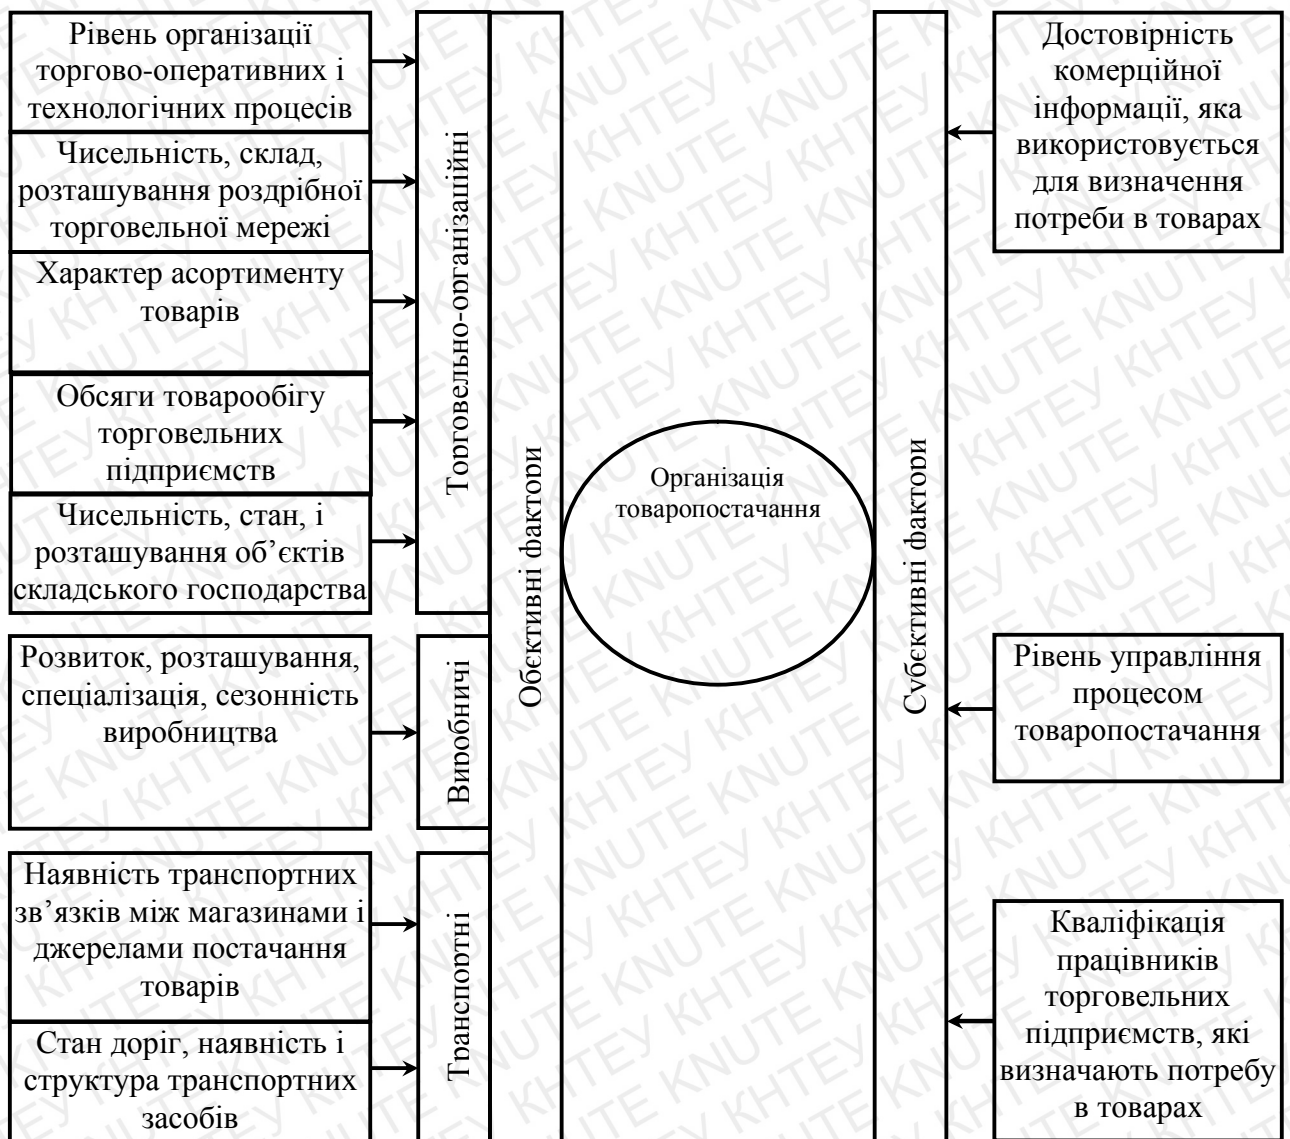 Рівень організації
торгово-оперативних і
технологічних процесів
Чисельність, склад,
розташування роздрібної
торговельної мережі
Характер асортименту
товарів
Обсяги товарообігу
торговельних
підприємств
Чисельність, стан, і
розташування об’єктів
складського господарства
Торговельно-організаційні
Розвиток, розташування,
спеціалізація, сезонність
виробництва
Виробничі
Наявність транспортних
зв’язків між магазинами і
джерелами постачання
товарів
Стан доріг, наявність і
структура транспортних
засобів
Транспортні
Обєктивні фактори
Організація
товаропостачання
Субєктивні фактори
Достовірність
комерційної
інформації, яка
використовується
для визначення
потреби в товарах
Рівень управління
процесом
товаропостачання
Кваліфікація
працівників
торговельних
підприємств, які
визначають потребу
в товарах
КНТЕУ KNUTE